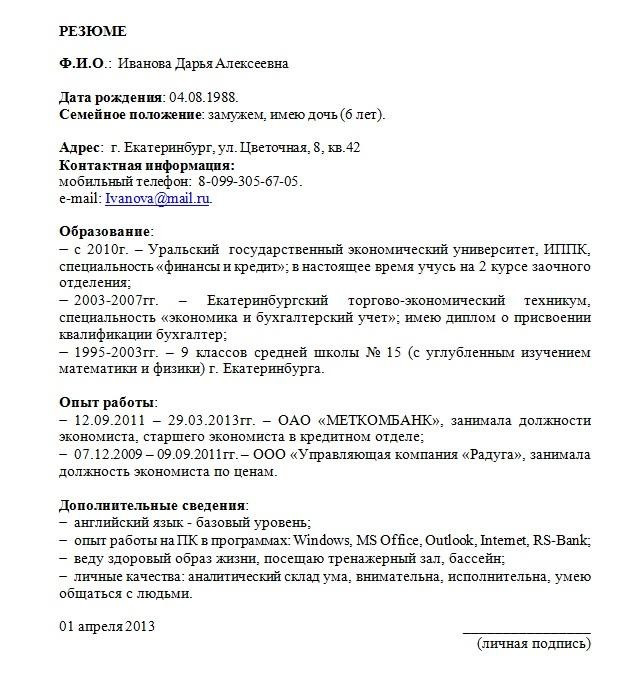 РЕЗЮМЕ
Ф.И.О.: Иванова Дарья Алексеевна
Дата рождения: 04.08.1988.
Семейное положение: замужем, имею дочь (6 лет).
Адрес: г. Екатеринбург, ул. Цветочная, 8, кв.42
Контактная информация:
мобильный телефон: 8-099-305-67-05.
e-mail: Ivanova@mail.ru.
Образование:
– с 2010г. – Уральский государственный экономический университет, ИППК,
специальность «финансы и кредит»; в настоящее время учусь на 2 курсе заочного
отделения;
– 2003-2007гг. – Екатеринбургский торгово-экономический техникум,
специальность «экономика и бухгалтерский учет»; имею диплом о присвоении
квалификации бухгалтер;
– 1995-2003гг. – 9 классов средней школы № 15 (с углубленным изучением
математики и физики) г. Екатеринбурга.
Опыт работы:
– 12.09.2011 – 29.03.2013гг. – ОАО «МЕТКОМБАНК», занимала должности
экономиста, старшего экономиста в кредитном отделе;
– 07.12.2009 – 09.09.2011гг. – ООО «Управляющая компания «Радуга», занимала
должность экономиста по ценам.
Дополнительные сведения:
– английский язык - базовый уровень;
– опыт работы на ПК в программах: Windows, MS Office, Outlook, Internet, RS-Bank;
– веду здоровый образ жизни, посещаю тренажерный зал, бассейн;
– личные качества: аналитический склад ума, внимательна, исполнительна, умею
общаться с людьми.
01 апреля 2013 __________________
(личная подпись)